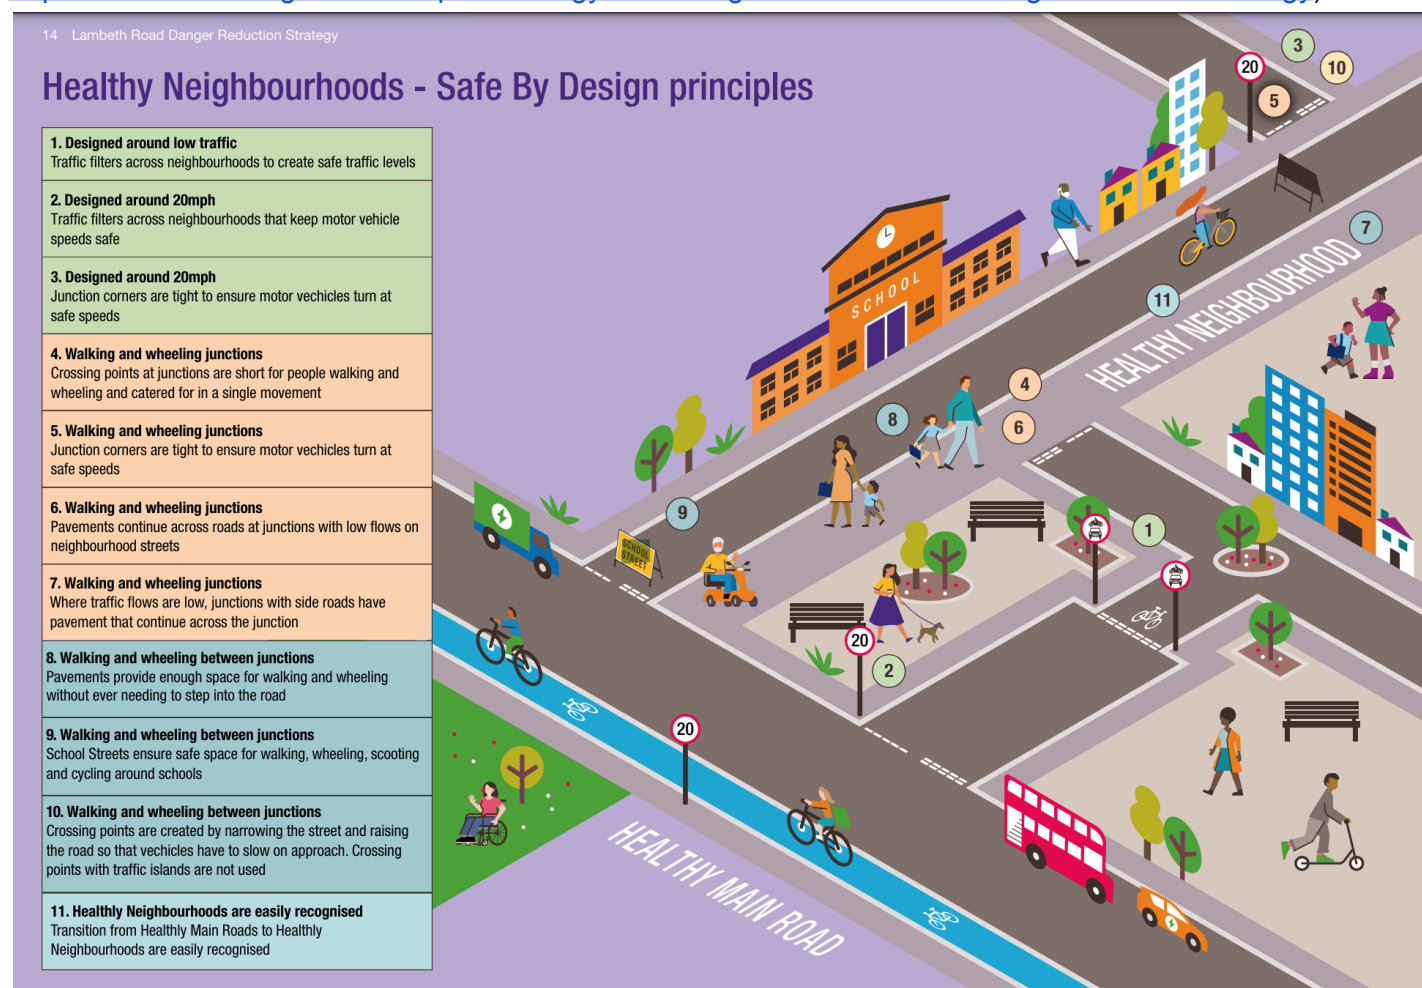 14 Lambeth Road Danger Reduction Strategy
Healthy Neighbourhoods - Safe By Design principles
1. Designed around low traffic
Traffic filters across neighbourhoods to create safe traffic levels
2. Designed around 20mph
Traffic filters across neighbourhoods that keep motor vehicle
speeds safe
3. Designed around 20mph
Junction corners are tight to ensure motor vechicles turn at
safe speeds
4. Walking and wheeling junctions
Crossing points at junctions are short for people walking and
wheeling and catered for in a single movement
5. Walking and wheeling junctions
Junction corners are tight to ensure motor vechicles turn at
safe speeds
6. Walking and wheeling junctions
Pavements continue across roads at junctions with low flows on
neighbourhood streets
7. Walking and wheeling junctions
Where traffic flows are low, junctions with side roads have
pavement that continue across the junction
8. Walking and wheeling between junctions
Pavements provide enough space for walking and wheeling
without ever needing to step into the road
9. Walking and wheeling between junctions
School Streets ensure safe space for walking, wheeling, scooting
and cycling around schools
10. Walking and wheeling between junctions
Crossing points are created by narrowing the street and raising
the road so that vechicles have to slow on approach. Crossing
points with traffic islands are not used
11. Healthly Neighbourhoods are easily recognised
Transition from Healthly Main Roads to Healthly
Neighbourhoods are easily recognised
3
20
10
5
7
SCHOOL
11
HEALTHY NEIGHBOURHOOD
4
8
6
9
1
SCHOOL
STREET
20
2
20
HEALTHY MAIN ROAD